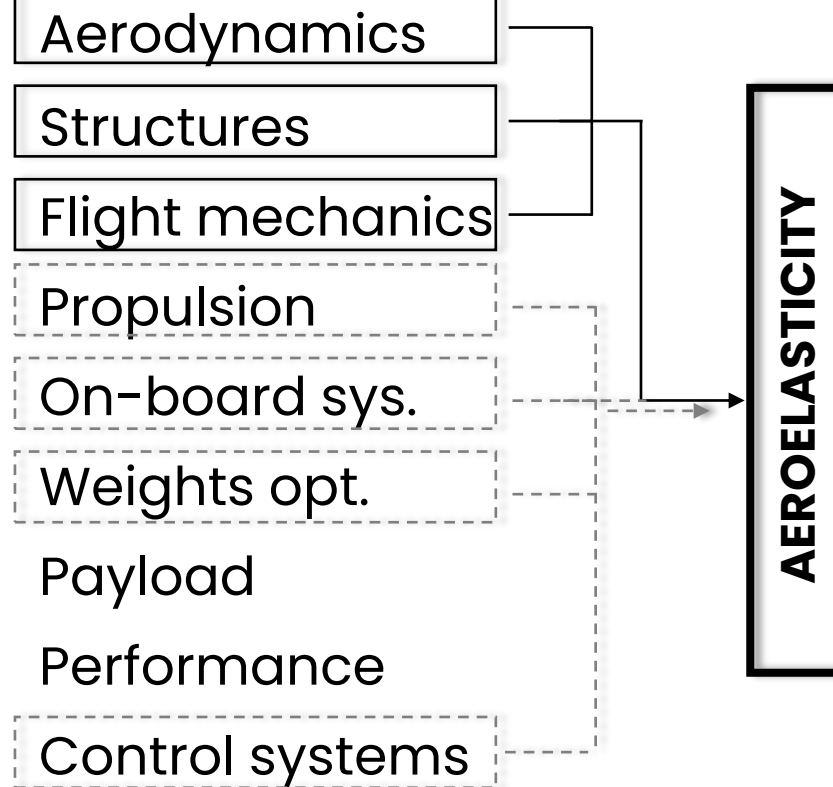 Aerodynamics
Structures
Flight mechanics
Propulsion
On-board sys.
Weights opt.
Payload
Performance
Control systems
AEROELASTICITY